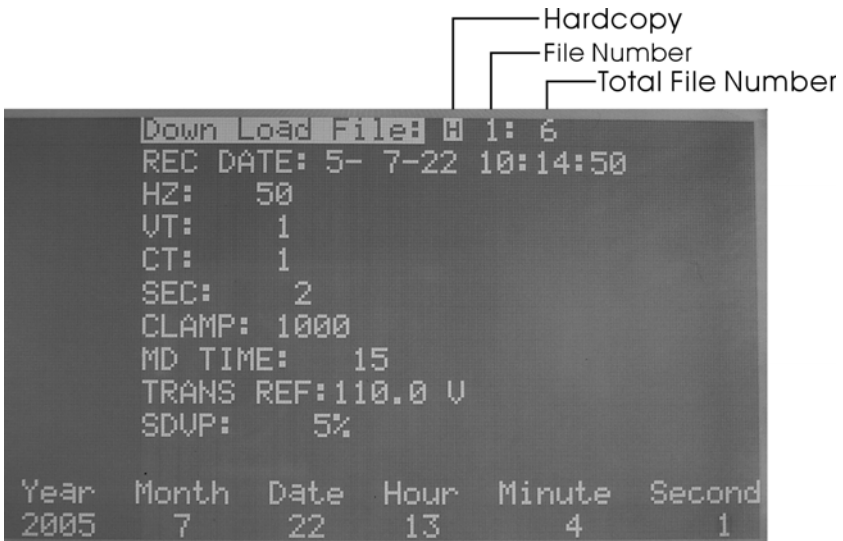 Hardcopy
File Number
Total File Number
Down Load File: H 1: 6
REC DATE: 5- 7-22 10:14:50
HZ: 50
VT: 1
CT: 1
SEC: 2
CLAMP: 1000
MD TIME: 15
TRANS REF:110.0 V
SDVP: 5%
Year Month Date Hour Minute Second
2005 7 22 13 4 1